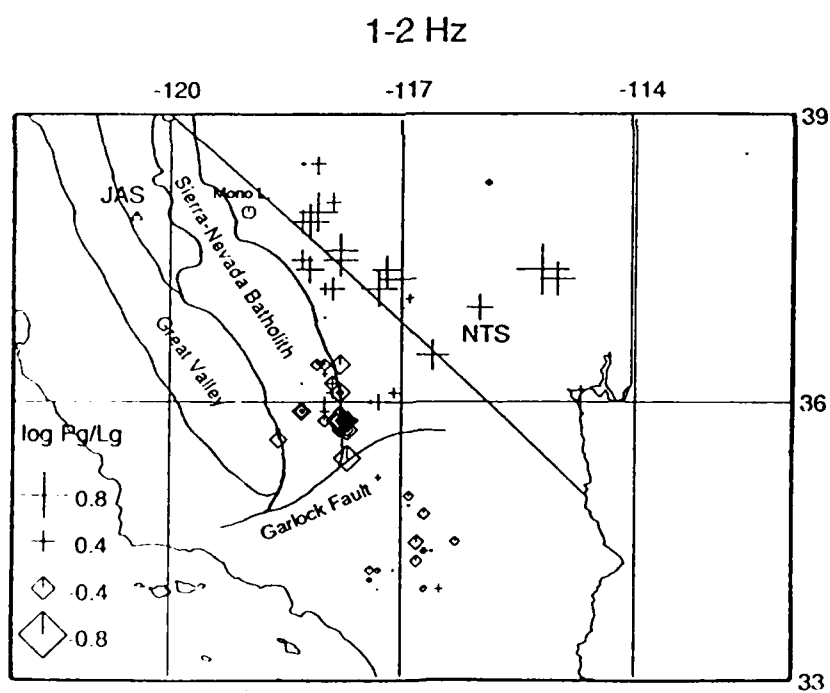 1-2 Hz
-120 -117 -114
39
JAS
Mono L.
Sierra-Nevada Batholith
NTS
Great Valley
36
log Pg/Lg
0.8
0.4
Garlock Fault
-0.4
-0.8
33